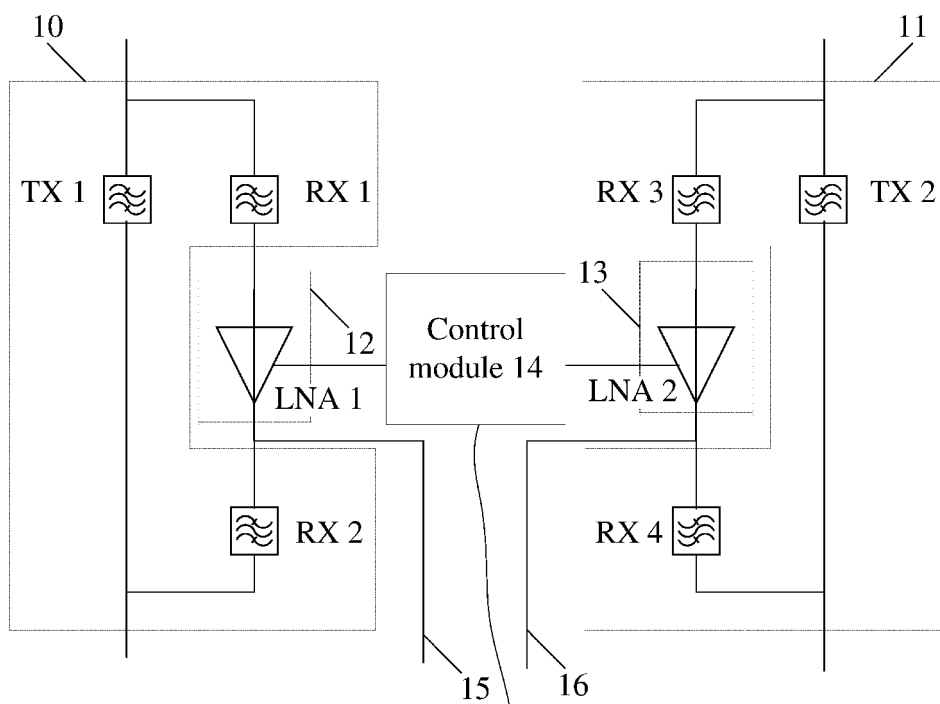 10
11
TX 1
RX 1
RX 3
TX 2
13
12
Control
module 14
LNA 1
LNA 2
RX 2
RX 4
15
16